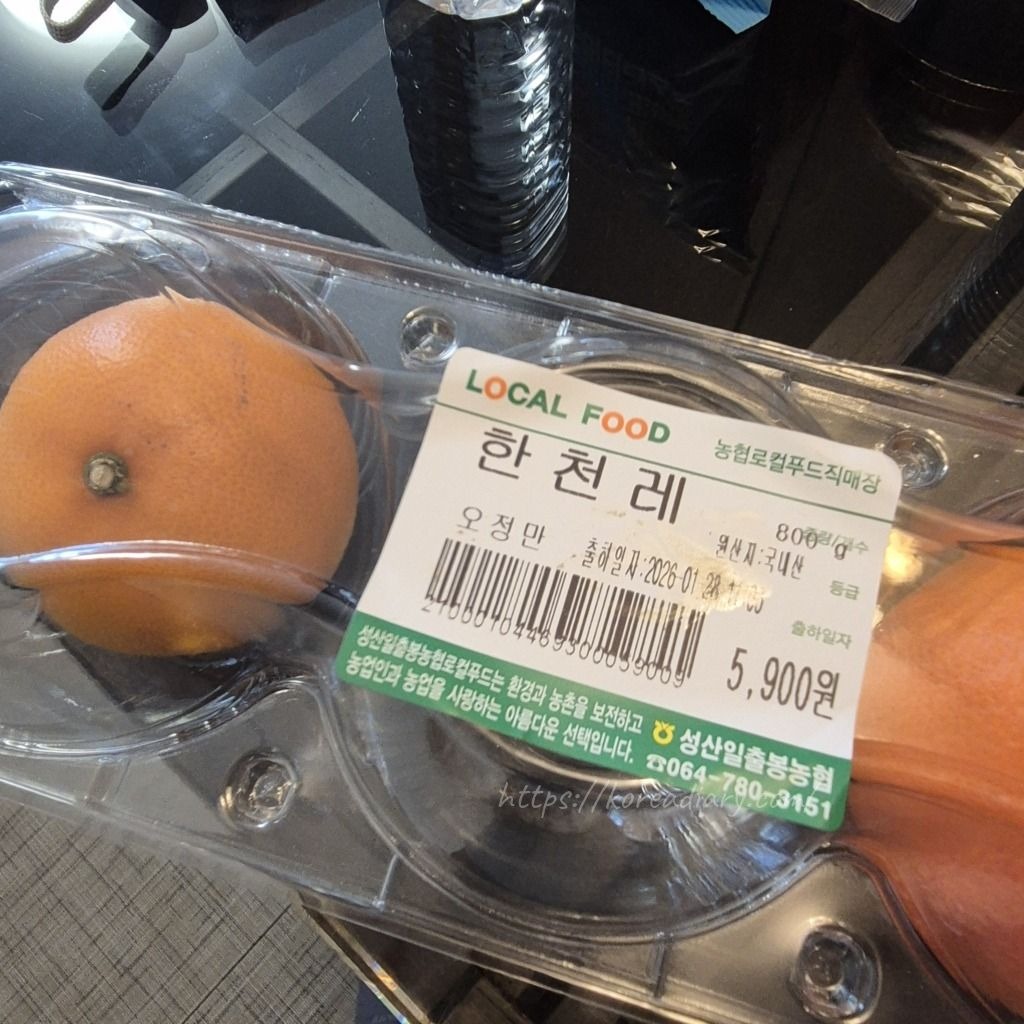 LOCAL FOOD
농협로컬푸드직매장
한천레
800 g
중량/개수
오정만
원산지:국내산
출하일자:2026-01-28
등급
출하일자
5,900원
성산일출봉농협로컬푸드는 환경과 농촌을 보전하고
농업인과 농업을 사랑하는 아름다운 선택입니다.
성산일출봉농협
☎064-780-3151